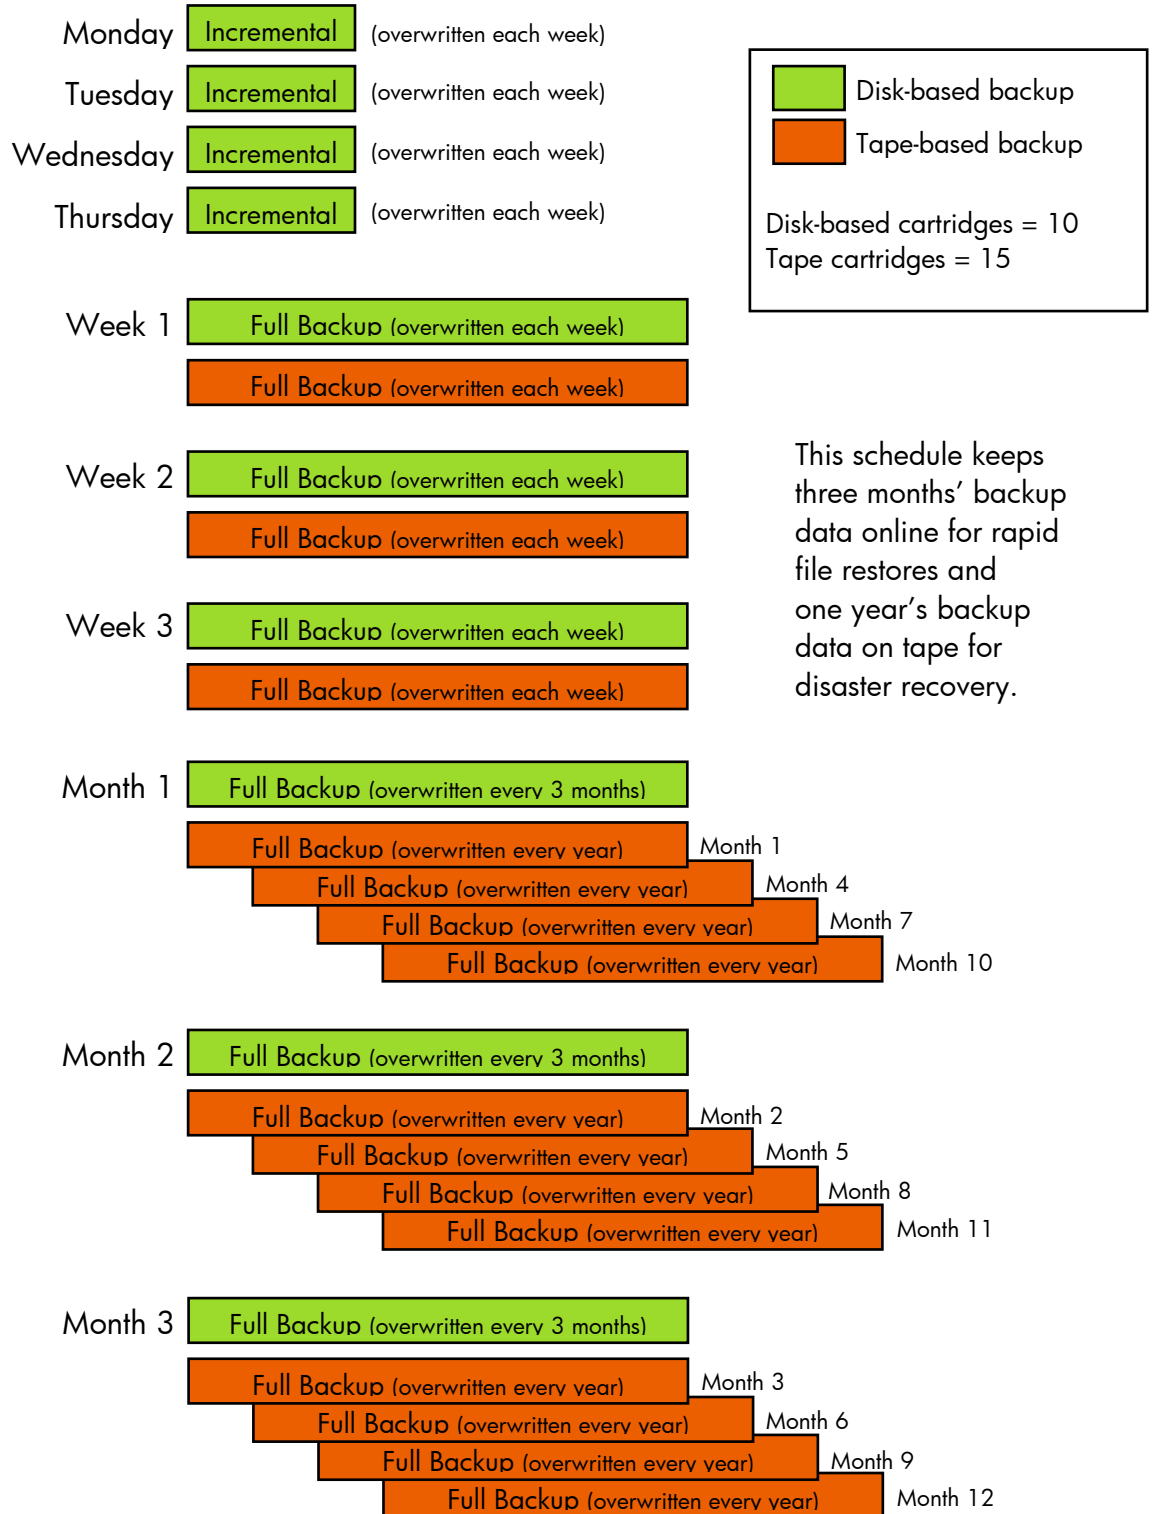 Monday Incremental (overwritten each week)
Tuesday Incremental (overwritten each week)
Wednesday Incremental (overwritten each week)
Thursday Incremental (overwritten each week)
Disk-based backup
Tape-based backup
Disk-based cartridges = 10
Tape cartridges = 15
Week 1 Full Backup (overwritten each week)
Full Backup (overwritten each week)
Week 2 Full Backup (overwritten each week)
Full Backup (overwritten each week)
Week 3 Full Backup (overwritten each week)
Full Backup (overwritten each week)
This schedule keeps
three months’ backup
data online for rapid
file restores and
one year’s backup
data on tape for
disaster recovery.
Month 1 Full Backup (overwritten every 3 months)
Full Backup (overwritten every year) Month 1
Full Backup (overwritten every year) Month 4
Full Backup (overwritten every year) Month 7
Full Backup (overwritten every year) Month 10
Month 2 Full Backup (overwritten every 3 months)
Full Backup (overwritten every year) Month 2
Full Backup (overwritten every year) Month 5
Full Backup (overwritten every year) Month 8
Full Backup (overwritten every year) Month 11
Month 3 Full Backup (overwritten every 3 months)
Full Backup (overwritten every year) Month 3
Full Backup (overwritten every year) Month 6
Full Backup (overwritten every year) Month 9
Full Backup (overwritten every year) Month 12